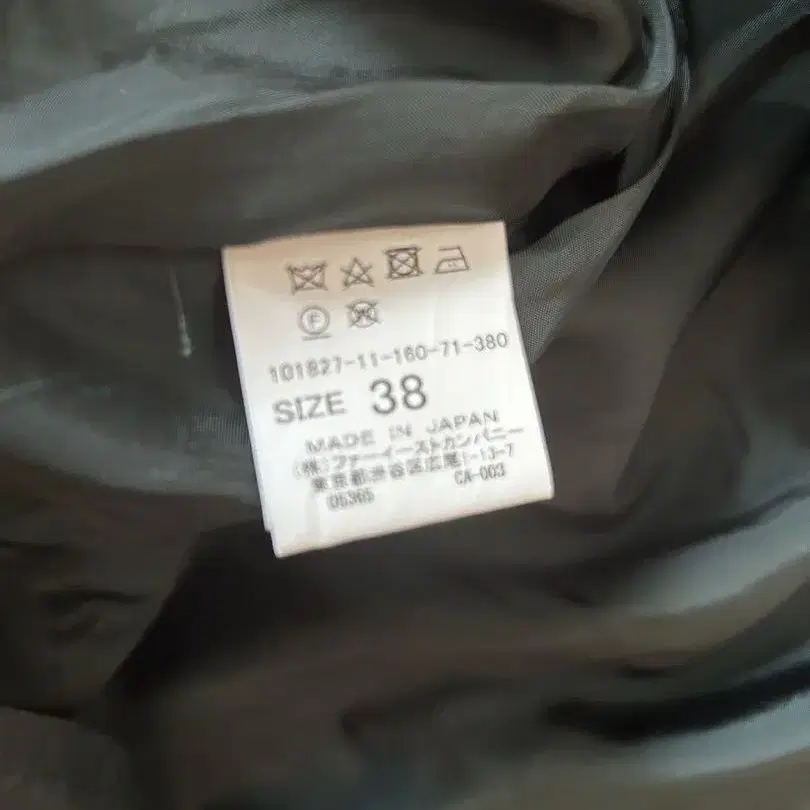 F
W
101827-11-160-71-380
SIZE 38
MADE IN JAPAN
(株)ファーイーストカンパニー
東京都渋谷区広尾1-13-7
05365 CA-003